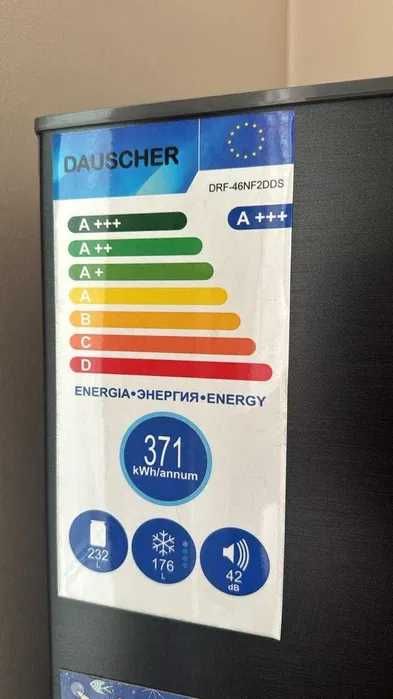 DAUSCHER
DRF-46NF2DDS
A +++
A +++
A ++
A +
A
B
C
D
ENERGIA•ЭНЕРГИЯ•ENERGY
371
kWh/annum
232
L
176
L
42
dB